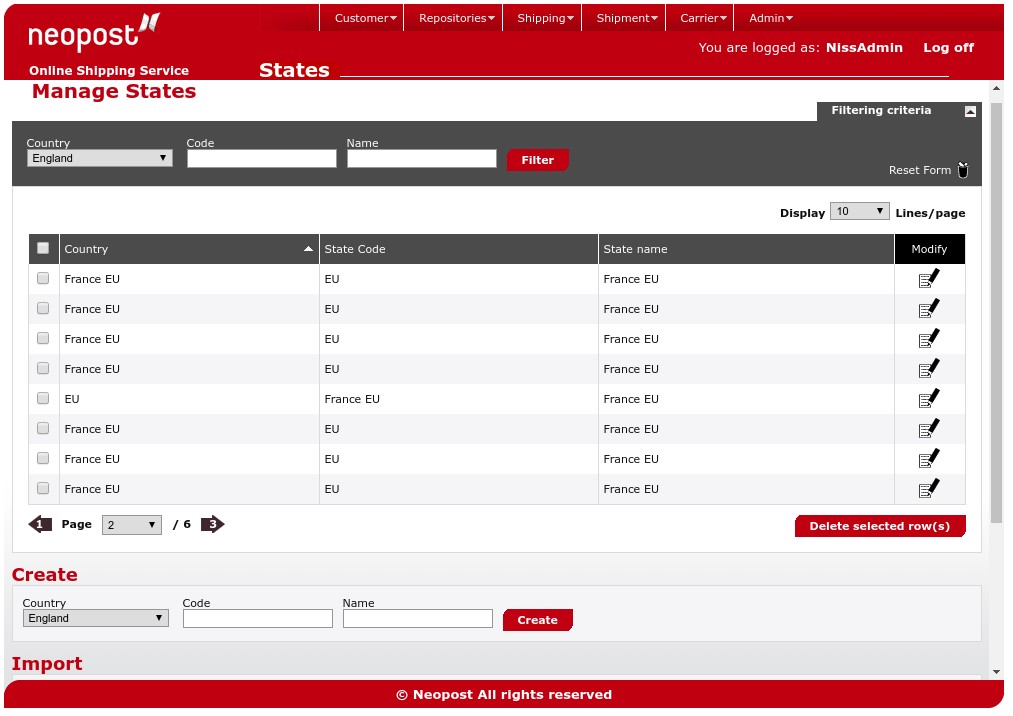 Customer Repositories Shipping Shipment Carrier Admin
neopost
You are logged as: NissAdmin Log off
Online Shipping Service
States
Manage States
Filtering criteria
Country Code Name
England Filter
Reset Form
Display 10 Lines/page
Country State Code State name Modify
France EU EU France EU
France EU EU France EU
France EU EU France EU
France EU EU France EU
EU France EU France EU
France EU EU France EU
France EU EU France EU
France EU EU France EU
1 Page 2 / 6 3 Delete selected row(s)
Create
Country Code Name
England Create
Import
© Neopost All rights reserved